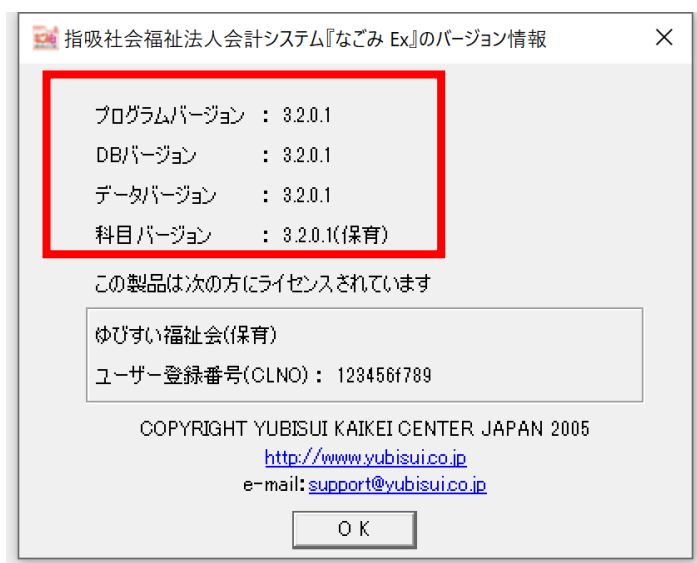 指吸社会福祉法人会計システム『なごみ Ex』のバージョン情報
プログラムバージョン : 3.2.0.1
DBバージョン : 3.2.0.1
データバージョン : 3.2.0.1
科目バージョン : 3.2.0.1(保育)
この製品は次の方にライセンスされています
ゆびすい福祉会(保育)
ユーザー登録番号(CLNO) : 123456f789
COPYRIGHT YUBISUI KAIKEI CENTER JAPAN 2005
http://www.yubisui.co.jp
e-mail:support@yubisui.co.jp
O K